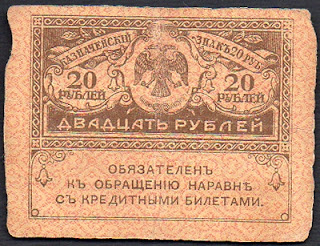 КАЗНАЧЕЙСКІЙ ЗНАКЪ 20 РУБ.
20 РУБЛЕЙ
20 РУБЛЕЙ
ДВАДЦАТЬ РУБЛЕЙ
ОБЯЗАТЕЛЕНЪ
КЪ ОБРАЩЕНІЮ НАРАВНѢ
СЪ КРЕДИТНЫМИ БИЛЕТАМИ.